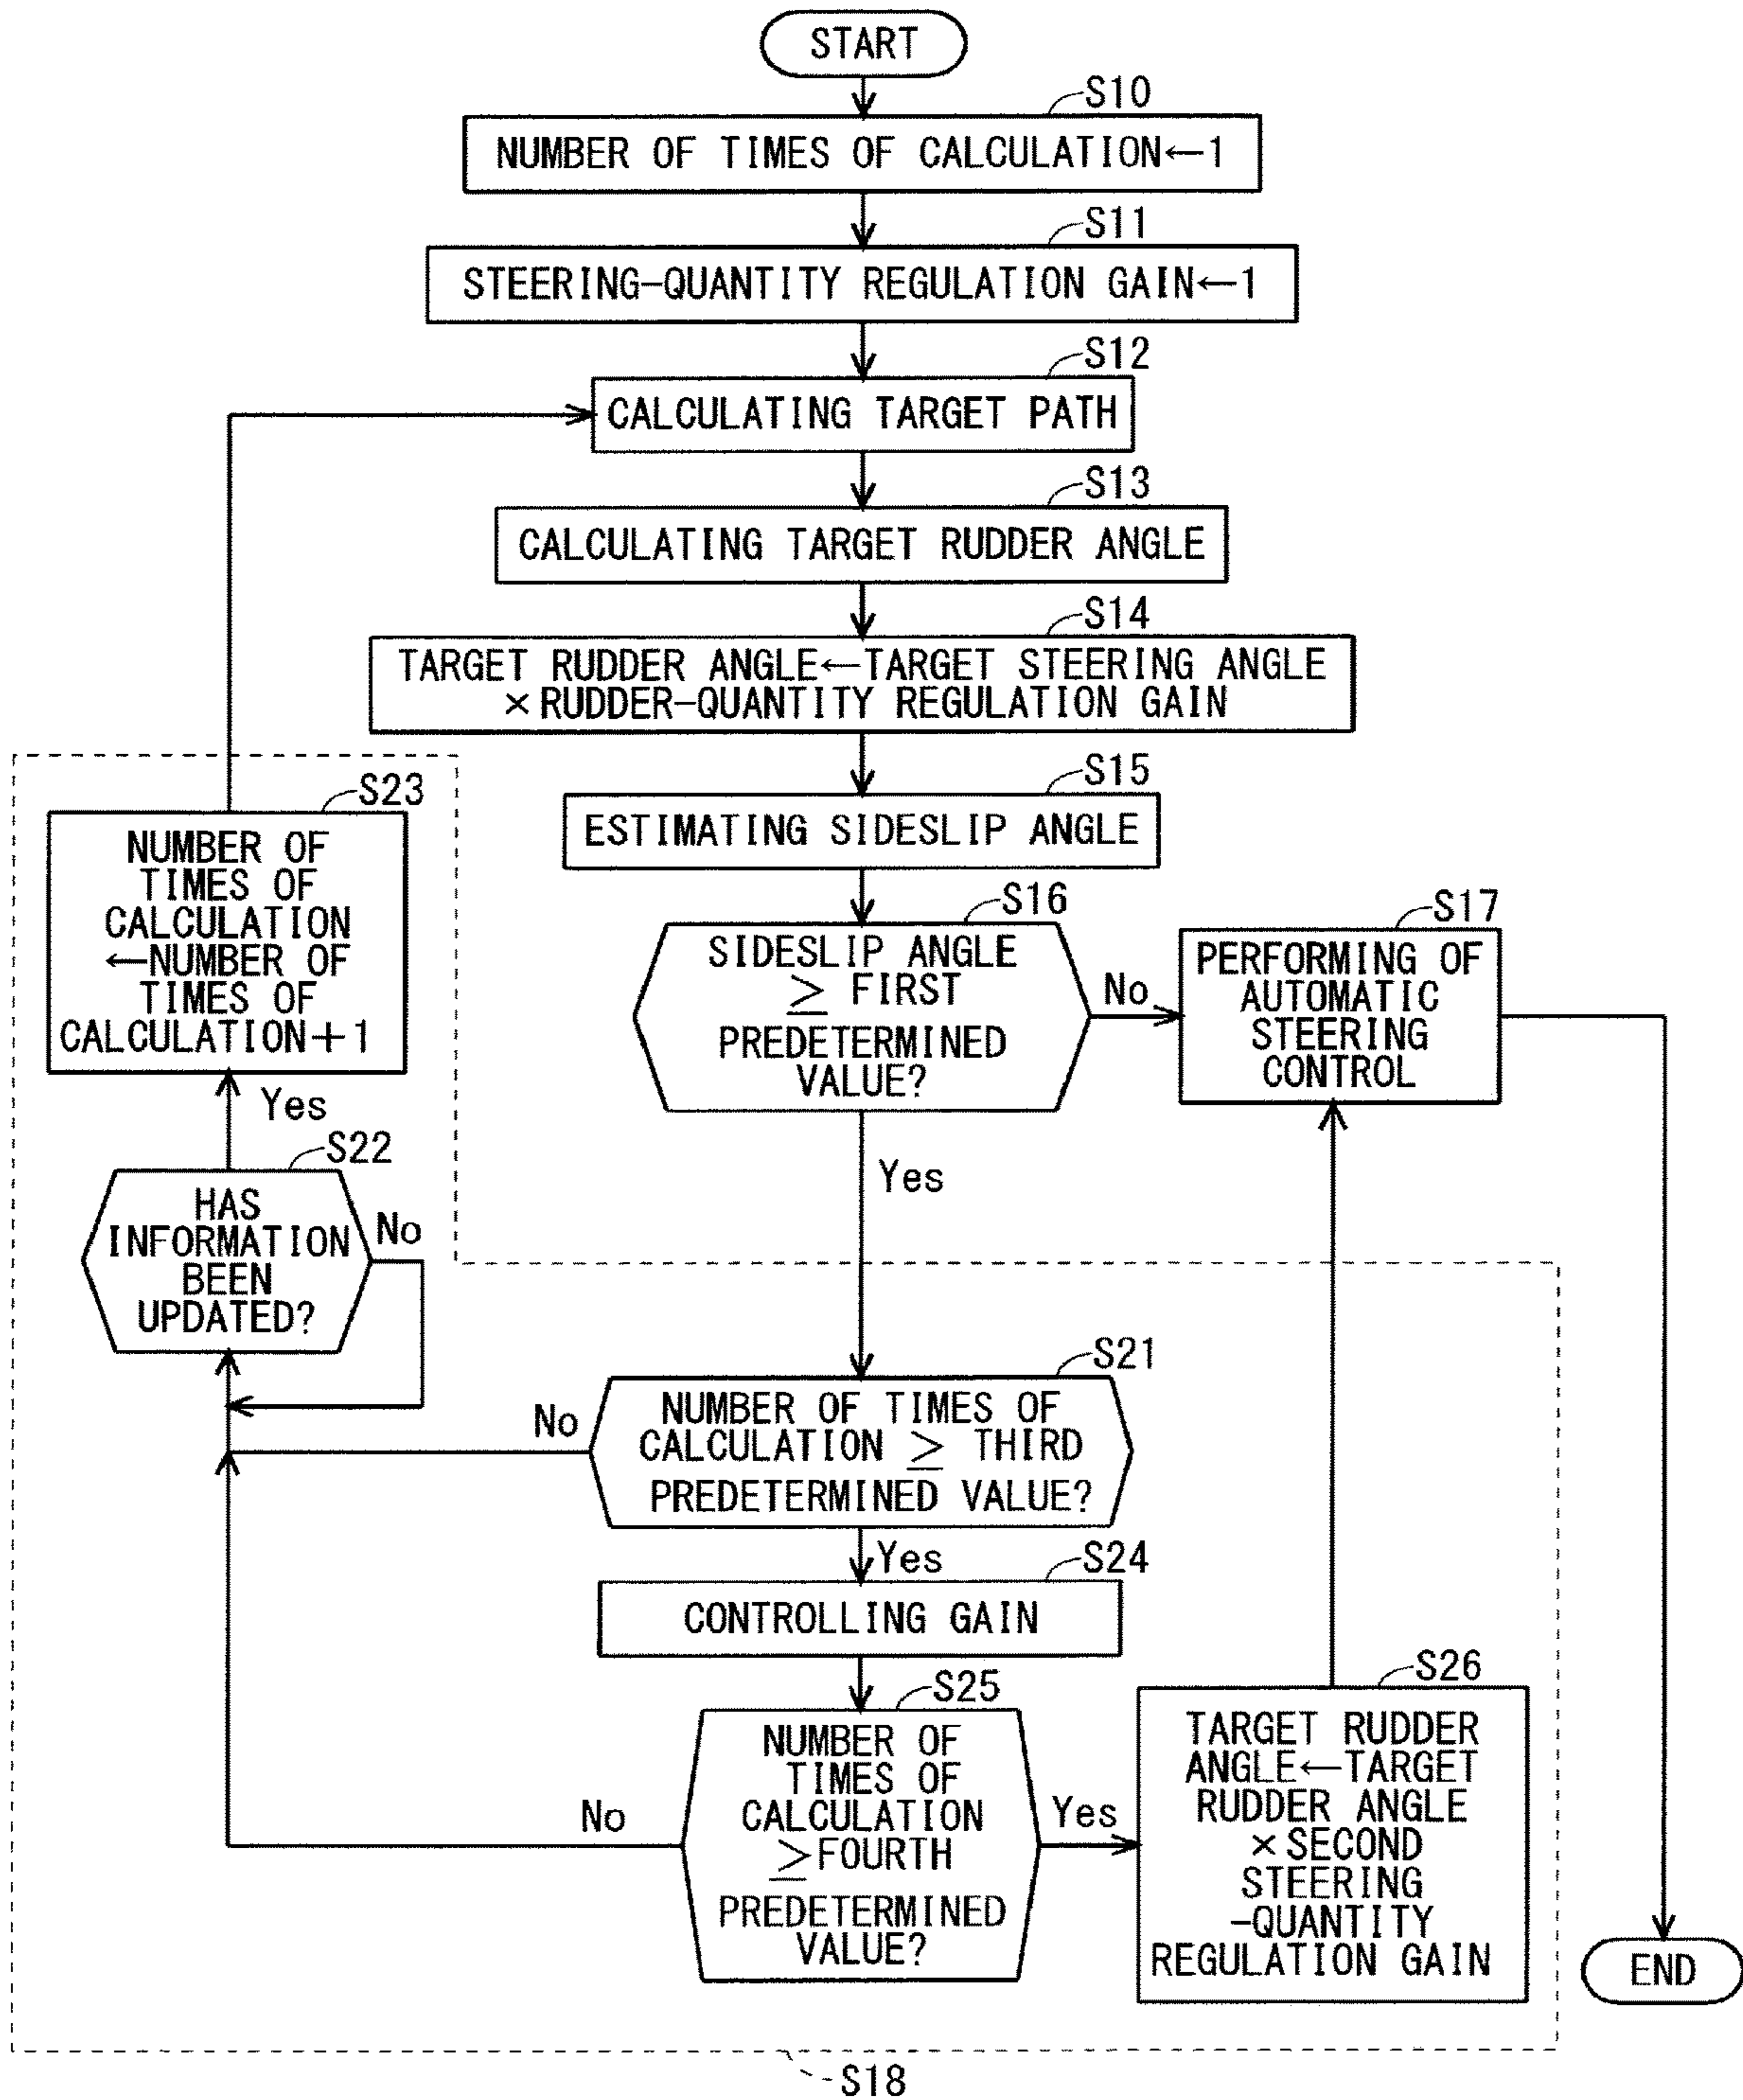 START
S10
NUMBER OF TIMES OF CALCULATION←1
S11
STEERING-QUANTITY REGULATION GAIN←1
S12
CALCULATING TARGET PATH
S13
CALCULATING TARGET RUDDER ANGLE
S14
TARGET RUDDER ANGLE←TARGET STEERING ANGLE
×RUDDER-QUANTITY REGULATION GAIN
S15
ESTIMATING SIDESLIP ANGLE
S16
SIDESLIP ANGLE
≥ FIRST
PREDETERMINED
VALUE?
No
Yes
S17
PERFORMING OF
AUTOMATIC
STEERING
CONTROL
S23
NUMBER OF
TIMES OF
CALCULATION
←NUMBER OF
TIMES OF
CALCULATION+1
Yes
S22
HAS
INFORMATION
BEEN
UPDATED?
No
S21
NUMBER OF TIMES OF
CALCULATION ≥ THIRD
PREDETERMINED VALUE?
No
Yes
S24
CONTROLLING GAIN
S25
NUMBER OF
TIMES OF
CALCULATION
≥FOURTH
PREDETERMINED
VALUE?
No
Yes
S26
TARGET RUDDER
ANGLE←TARGET
RUDDER ANGLE
×SECOND
STEERING
-QUANTITY
REGULATION GAIN
END
S18